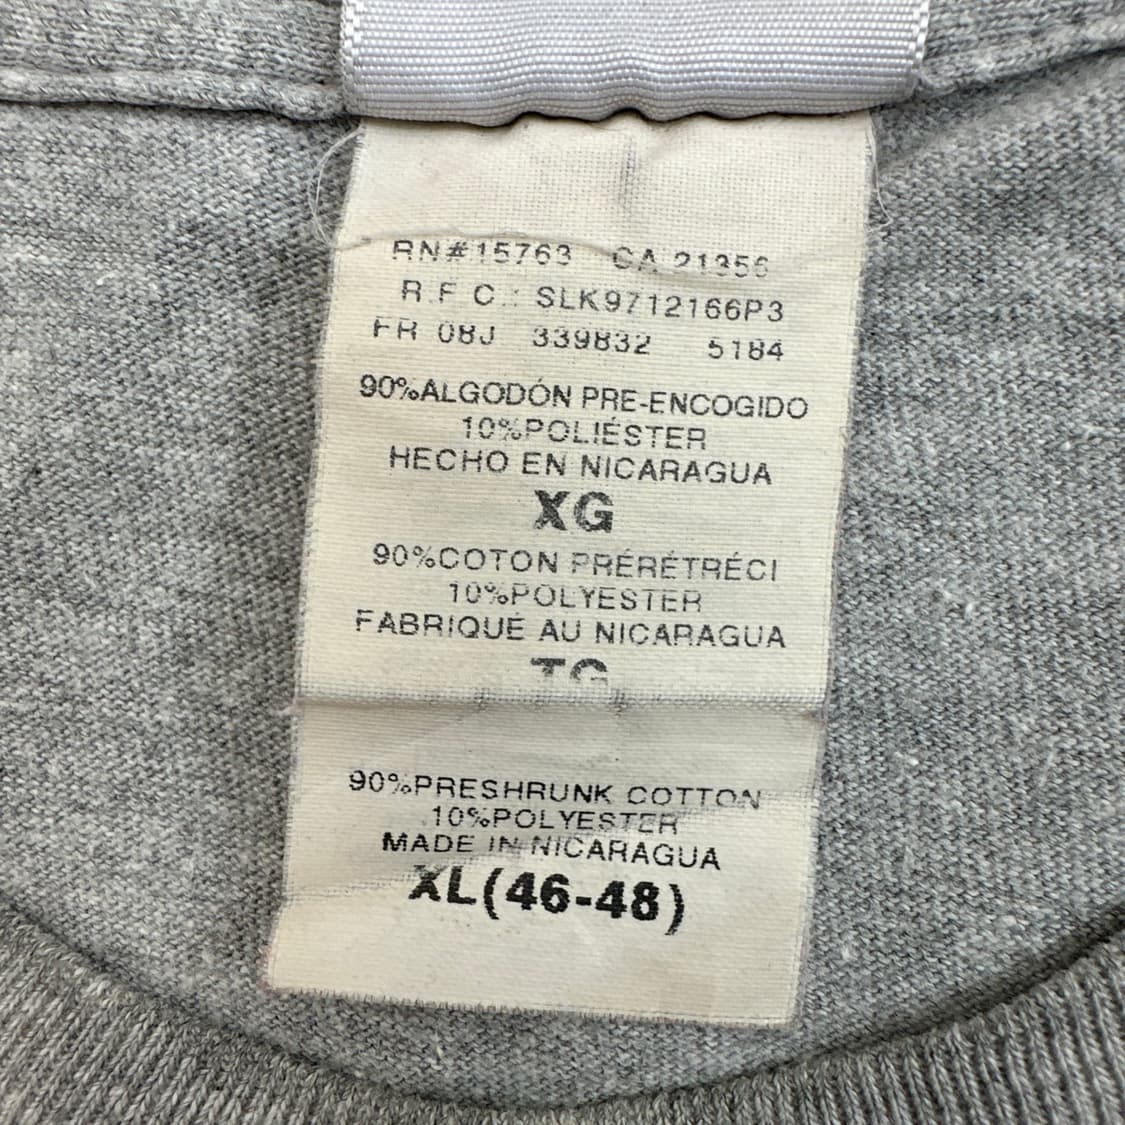 RN#15763 CA 21356
R.F.C.: SLK9712166P3
FR 08J 339832 5184
90%ALGODÓN PRE-ENCOGIDO
10%POLIÉSTER
HECHO EN NICARAGUA
XG
90%COTON PRÉRÉTRÉCI
10%POLYESTER
FABRIQUÉ AU NICARAGUA
TG
90%PRESHRUNK COTTON
10%POLYESTER
MADE IN NICARAGUA
XL(46-48)